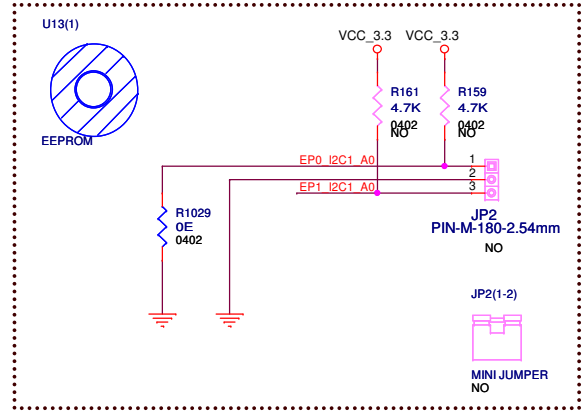 U13(1)
EEPROM
VCC_3.3
VCC_3.3
R161
4.7K
0402
NO
R159
4.7K
0402
NO
EP0_I2C1_A0
1
2
EP1_I2C1_A0
3
R1029
0E
0402
JP2
PIN-M-180-2.54mm
NO
JP2(1-2)
MINI JUMPER
NO